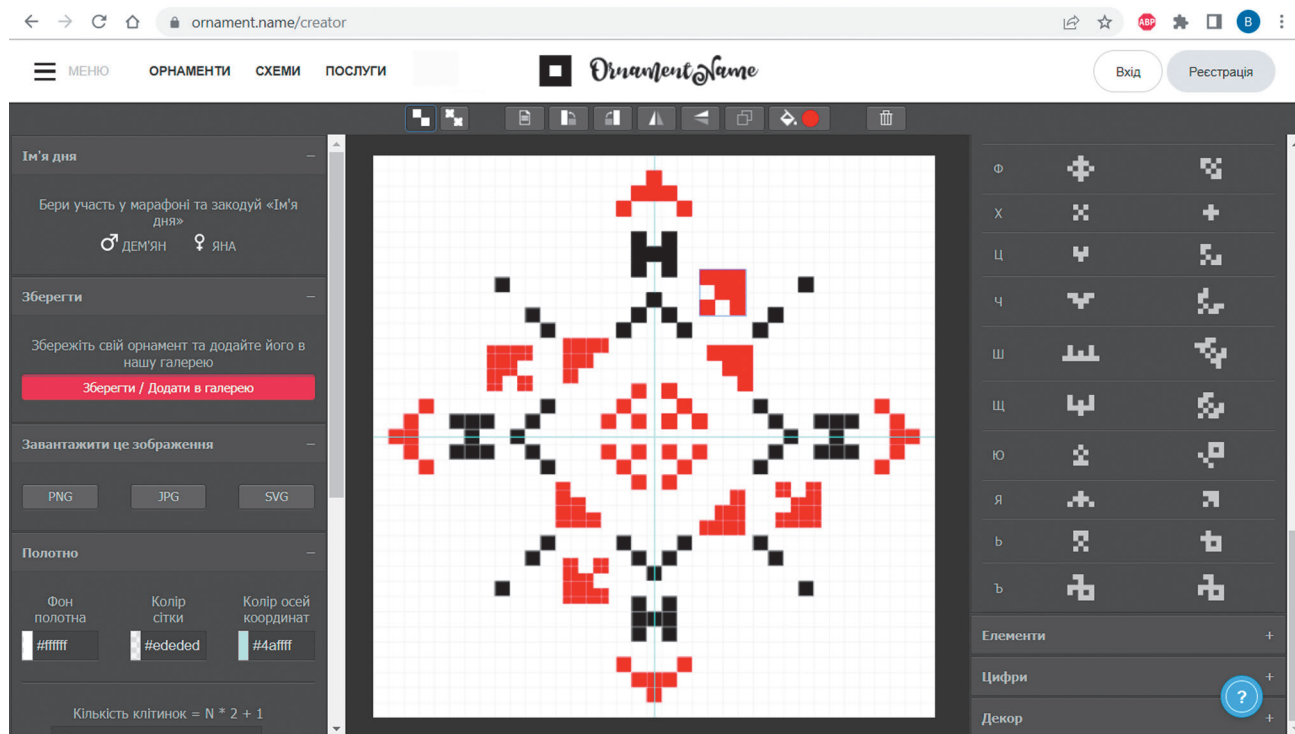 ornament.name/creator
ABP
B
МЕНЮ
ОРНАМЕНТИ
СХЕМИ
ПОСЛУГИ
OrnamentName
Вхід
Реєстрація
Ім'я дня
Бери участь у марафоні та закодуй «Ім'я
дня»
ДЕМ'ЯН
ЯНА
Зберегти
Збережіть свій орнамент та додайте його в
нашу галерею
Зберегти / Додати в галерею
Завантажити це зображення
PNG
JPG
SVG
Полотно
Фон
полотна
Колір
сітки
Колір осей
координат
#ffffff
#ededed
#4affff
Кількість клітинок = N * 2 + 1
Ф
Х
Ц
Ч
Ш
Щ
Ю
Я
Ь
Ъ
Елементи
Цифри
Декор
?